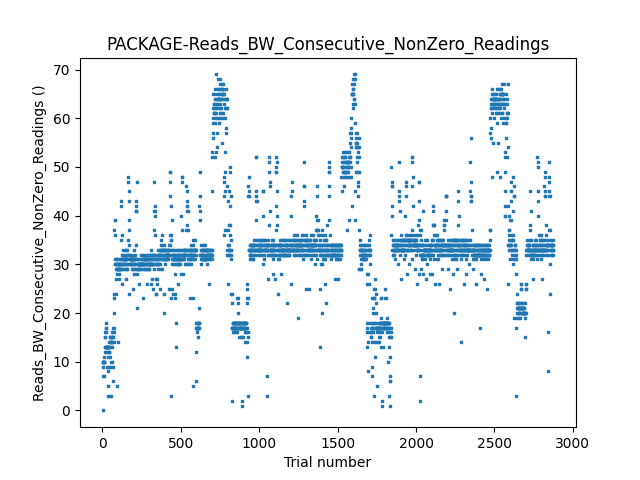 PACKAGE-Reads_BW_Consecutive_NonZero_Readings
Reads_BW_Consecutive_NonZero_Readings ()
70
60
50
40
30
20
10
0
0 500 1000 1500 2000 2500 3000
Trial number